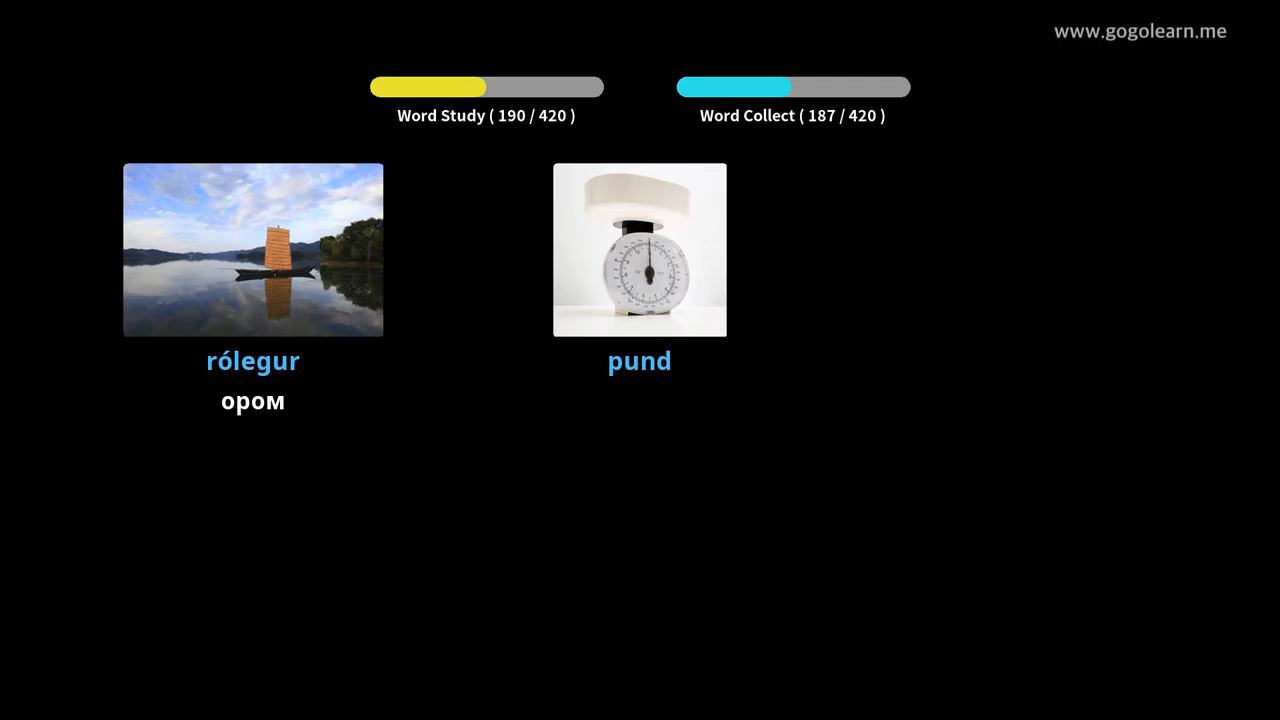 www.gogolearn.me
Word Study ( 190 / 420 )
Word Collect ( 187 / 420 )
rólegur
ором
pund